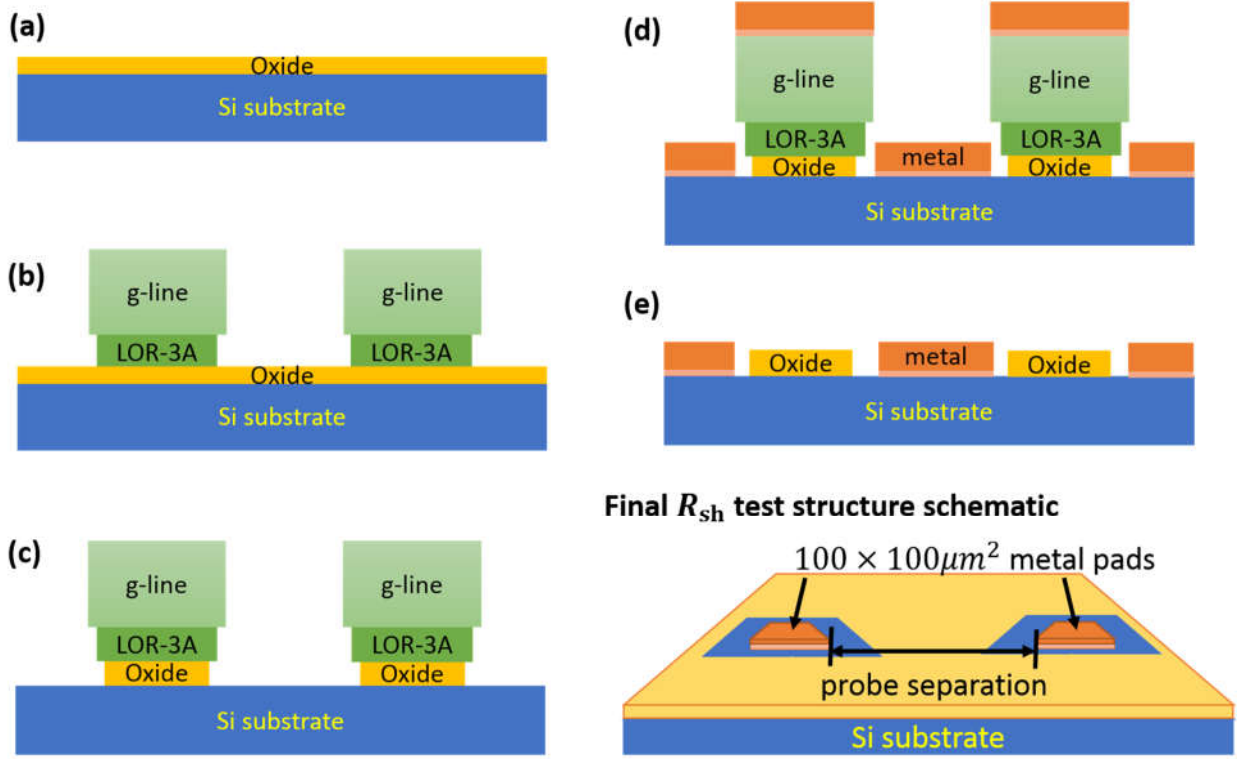 (a)
Oxide
Si substrate
(b)
g-line g-line
LOR-3A LOR-3A
Oxide
Si substrate
(c)
g-line g-line
LOR-3A LOR-3A
Oxide Oxide
Si substrate
(d)
g-line g-line
LOR-3A LOR-3A
Oxide metal Oxide
Si substrate
(e)
Oxide metal Oxide
Si substrate
Final R_sh test structure schematic
100 × 100μm² metal pads
probe separation
Si substrate